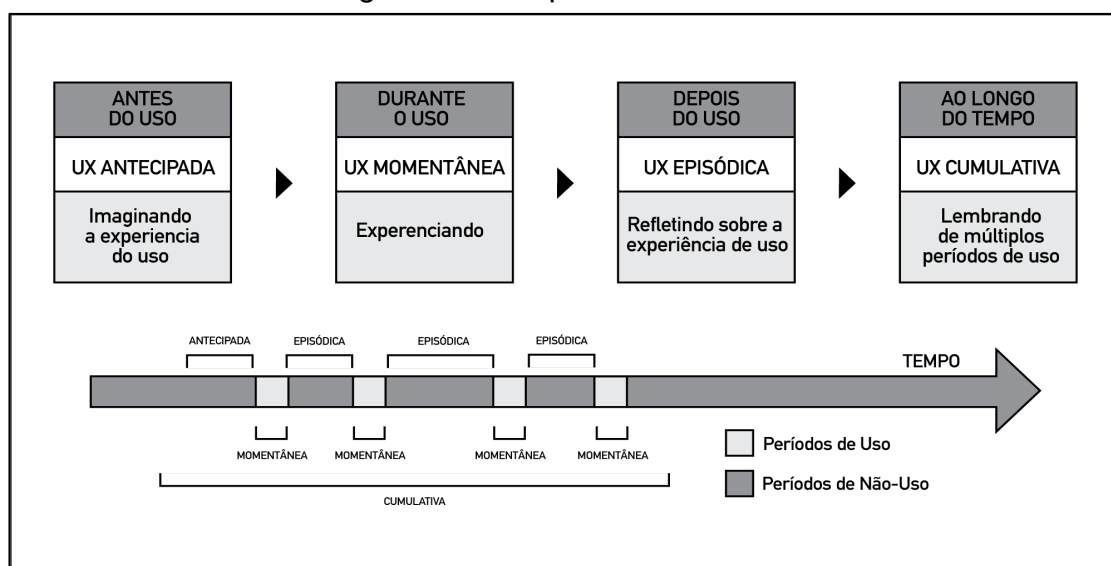 ANTES
DO USO
UX ANTECIPADA
Imaginando
a experiencia
do uso
DURANTE
O USO
UX MOMENTÂNEA
Experenciando
DEPOIS
DO USO
UX EPISÓDICA
Refletindo sobre a
experiência de uso
AO LONGO
DO TEMPO
UX CUMULATIVA
Lembrando
de múltiplos
períodos de uso
ANTECIPADA
EPISÓDICA
EPISÓDICA
EPISÓDICA
TEMPO
MOMENTÂNEA
MOMENTÂNEA
MOMENTÂNEA
MOMENTÂNEA
CUMULATIVA
Períodos de Uso
Períodos de Não-Uso